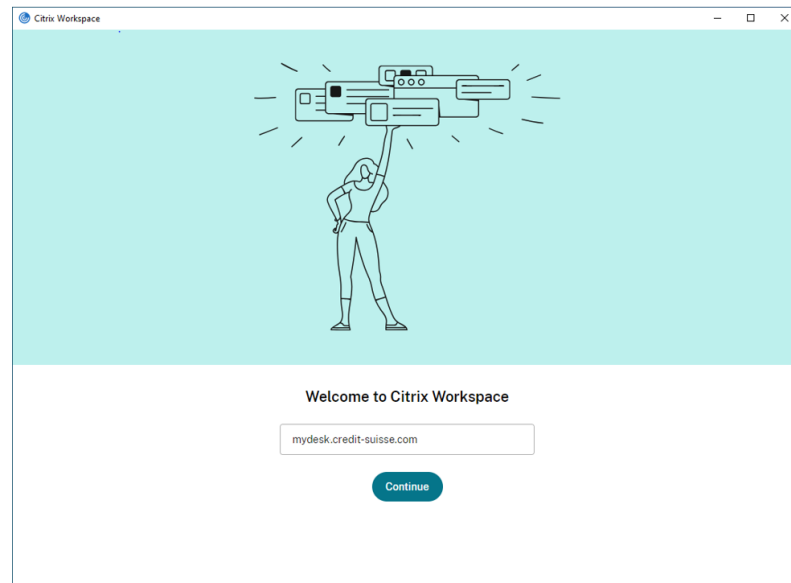 Citrix Workspace
Welcome to Citrix Workspace
mydesk.credit-suisse.com
Continue